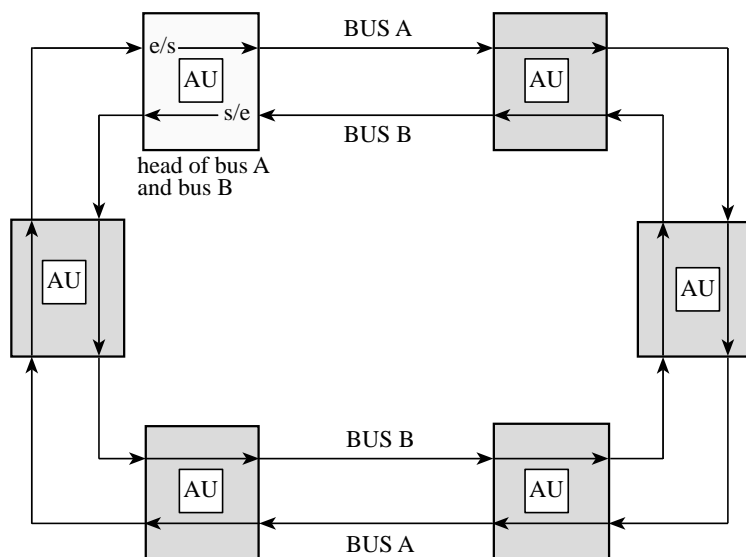 BUS A
e/s
AU
AU
s/e
BUS B
head of bus A
and bus B
AU
AU
BUS B
AU
AU
BUS A